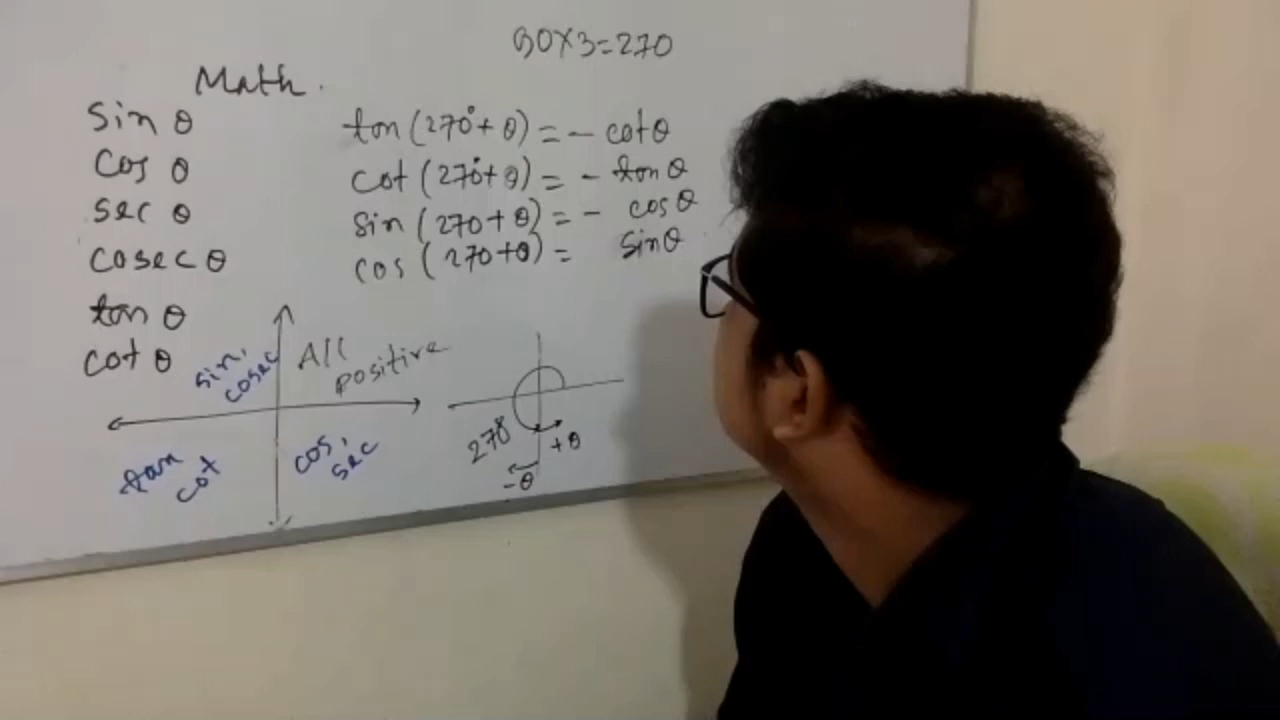 90×3=270
Math.
sin θ
cos θ
sec θ
cosec θ
tan θ
cot θ
tan (270°+ θ) = - cot θ
cot (270°+ θ) = - tan θ
sin (270 + θ) = - cos θ
cos (270+θ) = sin θ
sin,
cosec
All
positive
tan
cot
cos,
sec
270°
+θ
-θ